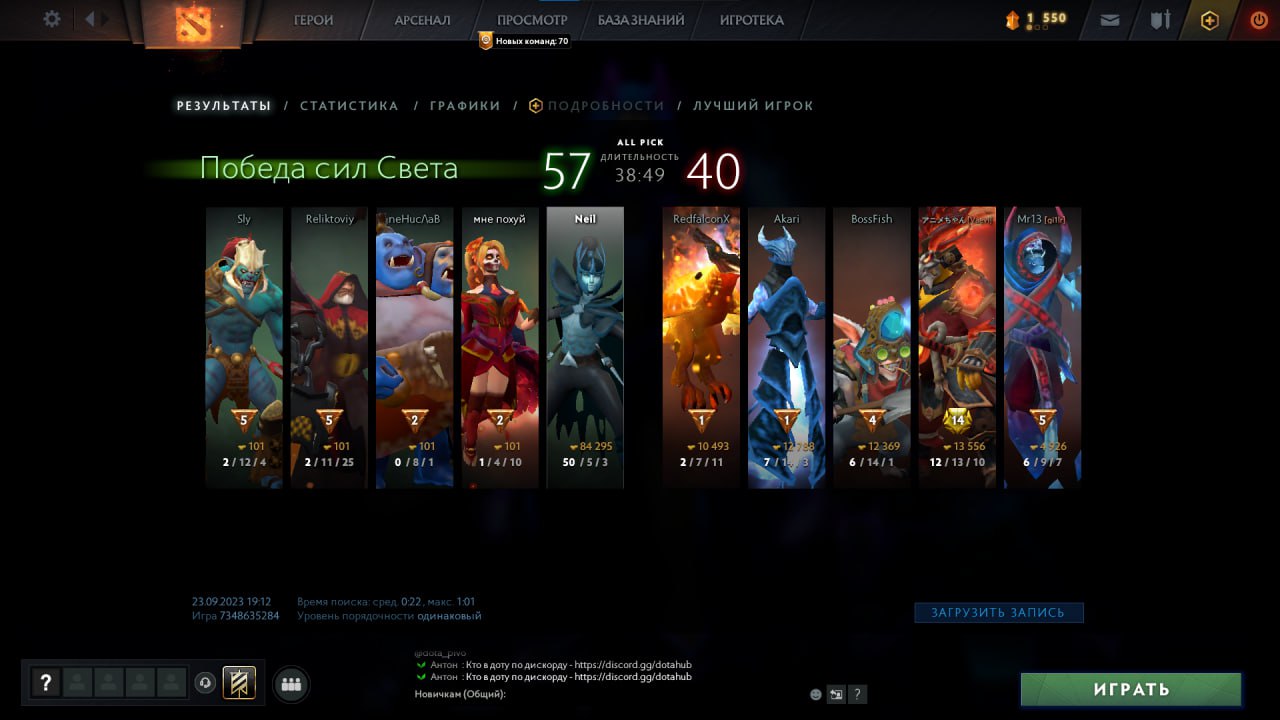 ГЕРОИ
АРСЕНАЛ
ПРОСМОТР
БАЗА ЗНАНИЙ
ИГРОТЕКА
1 550
Новых команд: 70
РЕЗУЛЬТАТЫ / СТАТИСТИКА / ГРАФИКИ / ПОДРОБНОСТИ / ЛУЧШИЙ ИГРОК
Победа сил Света
57
ALL PICK
ДЛИТЕЛЬНОСТЬ
38:49
40
Sly
Reliktoviy
мне похуй
Neil
RedfalconX
Akari
BossFish
アニメちゃん
Mr13
5
5
2
2
1
1
4
14
5
101
101
101
101
84 295
10 493
12 788
12 369
13 556
4 926
2 / 12 / 4
2 / 11 / 25
0 / 8 / 1
1 / 4 / 10
50 / 5 / 3
2 / 7 / 11
7 / 14 / 3
6 / 14 / 1
12 / 13 / 10
6 / 9 / 7
23.09.2023 19:12
Игра 7348635284
Время поиска: сред. 0:22, макс. 1:01
Уровень порядочности одинаковый
ЗАГРУЗИТЬ ЗАПИСЬ
@dota_pivo
Антон : Кто в доту по дискорду - https://discord.gg/dotahub
Антон : Кто в доту по дискорду - https://discord.gg/dotahub
Новичкам (Общий):
?
?
ИГРАТЬ